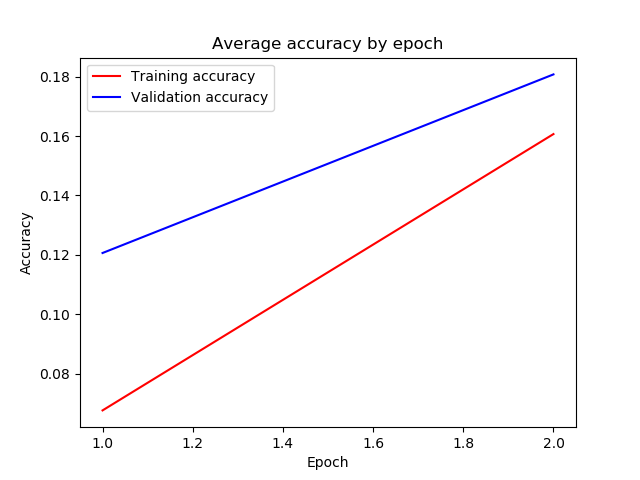 Average accuracy by epoch
Training accuracy
Validation accuracy
Accuracy
0.18
0.16
0.14
0.12
0.10
0.08
1.0 1.2 1.4 1.6 1.8 2.0
Epoch